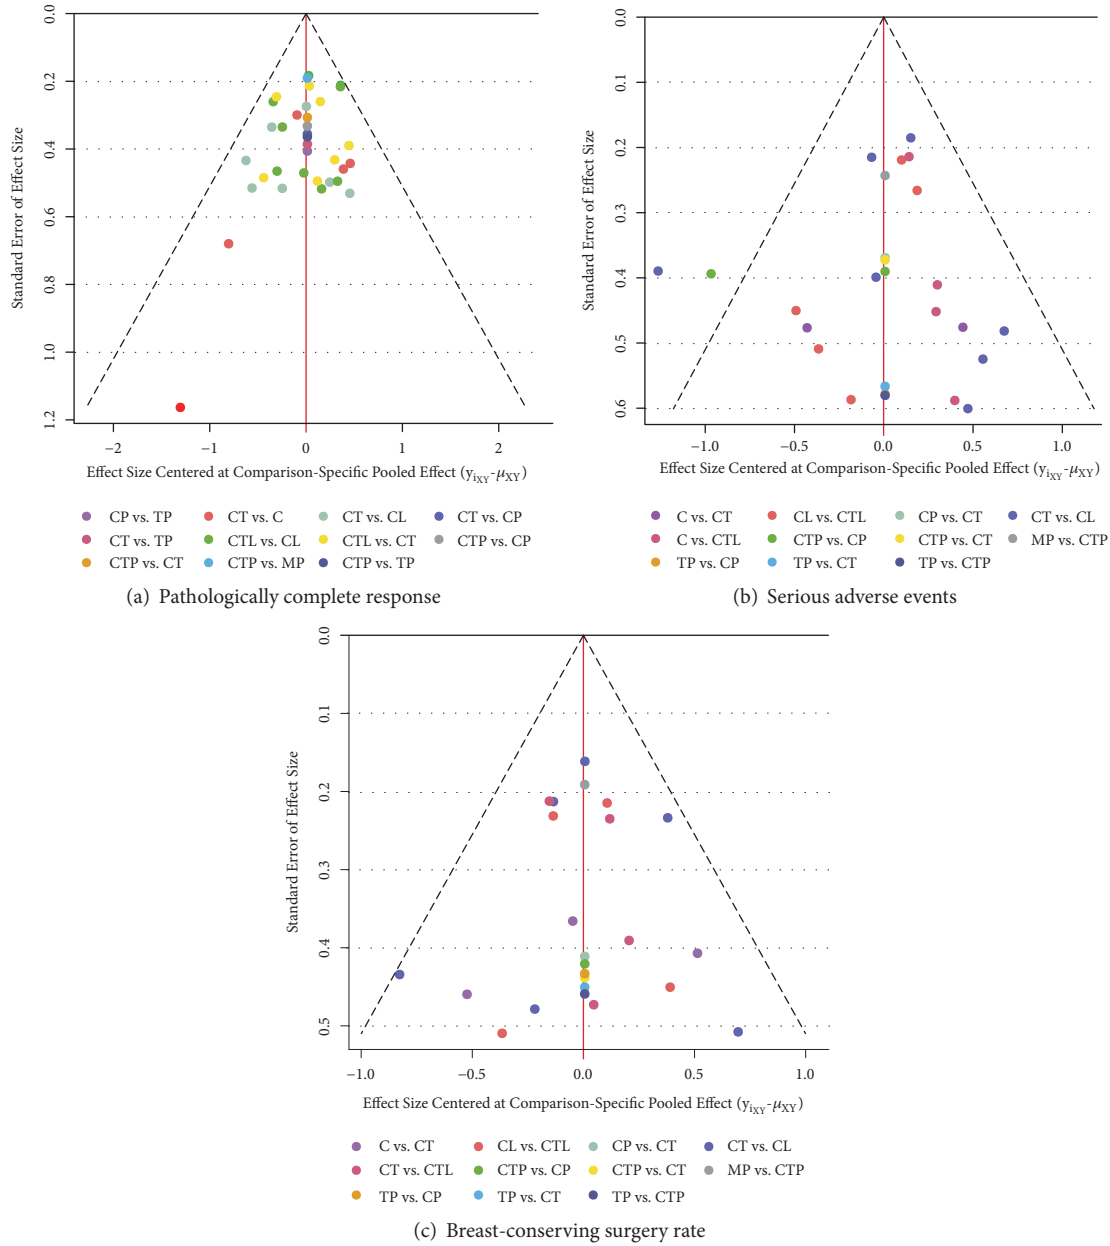 0.0
0.2
0.4
0.6
0.8
1.0
1.2
Standard Error of Effect Size
−2
−1
0
1
2
Effect Size Centered at Comparison-Specific Pooled Effect (yiXY-μXY)
CP vs. TP
CT vs. C
CT vs. CL
CT vs. CP
CT vs. TP
CTL vs. CL
CTL vs. CT
CTP vs. CP
CTP vs. CT
CTP vs. MP
CTP vs. TP
(a) Pathologically complete response
0.0
0.1
0.2
0.3
0.4
0.5
0.6
Standard Error of Effect Size
−1.0
−0.5
0.0
0.5
1.0
Effect Size Centered at Comparison-Specific Pooled Effect (yiXY-μXY)
C vs. CT
CL vs. CTL
CP vs. CT
CT vs. CL
C vs. CTL
CTP vs. CP
CTP vs. CT
MP vs. CTP
TP vs. CP
TP vs. CT
TP vs. CTP
(b) Serious adverse events
0.0
0.1
0.2
0.3
0.4
0.5
Standard Error of Effect Size
−1.0
−0.5
0.0
0.5
1.0
Effect Size Centered at Comparison-Specific Pooled Effect (yiXY-μXY)
C vs. CT
CL vs. CTL
CP vs. CT
CT vs. CL
CT vs. CTL
CTP vs. CP
CTP vs. CT
MP vs. CTP
TP vs. CP
TP vs. CT
TP vs. CTP
(c) Breast-conserving surgery rate